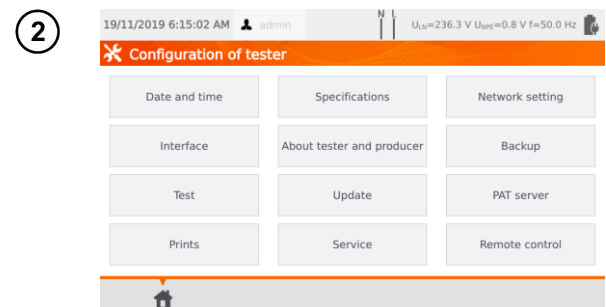 2
19/11/2019 6:15:02 AM admin N L U_LN=236.3 V U_NPE=0.8 V f=50.0 Hz
Configuration of tester
Date and time Specifications Network setting
Interface About tester and producer Backup
Test Update PAT server
Prints Service Remote control